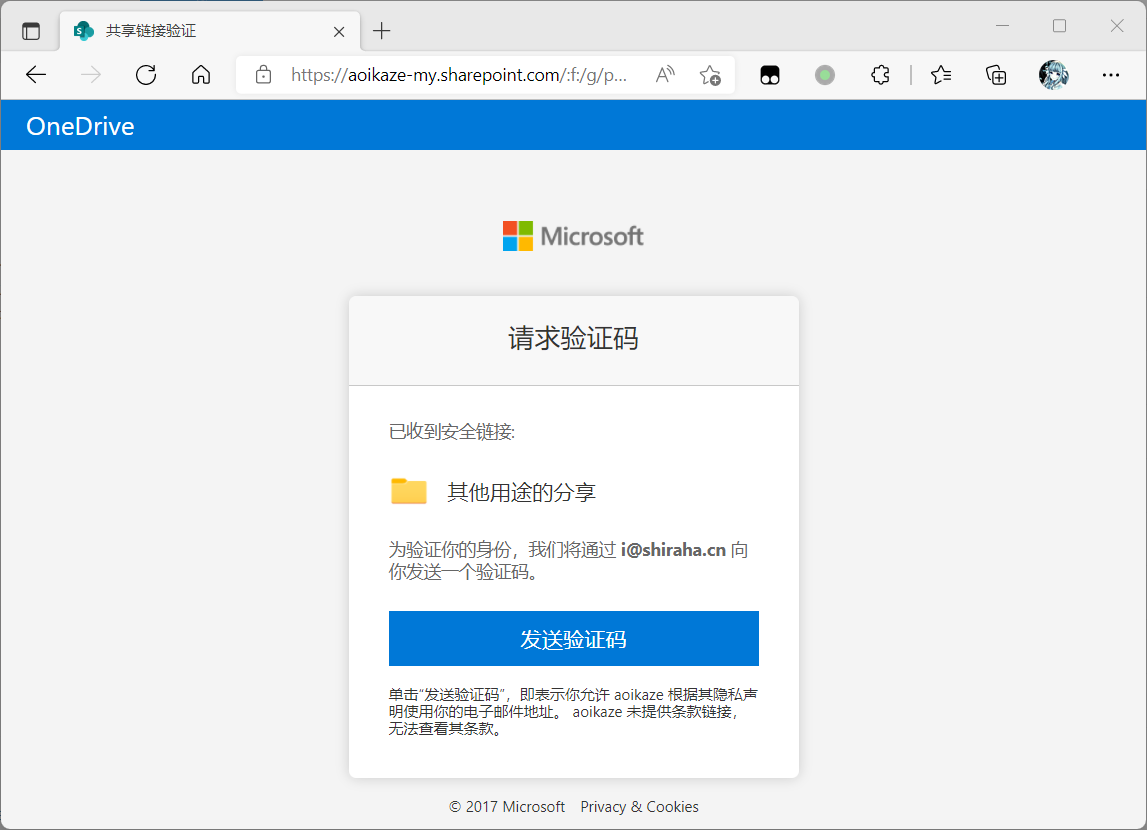 共享链接验证
https://aoikaze-my.sharepoint.com/:f:/g/p...
OneDrive
Microsoft
请求验证码
已收到安全链接:
其他用途的分享
为验证你的身份，我们将通过 i@shiraha.cn 向
你发送一个验证码。
发送验证码
单击“发送验证码”，即表示你允许 aoikaze 根据其隐私声
明使用你的电子邮件地址。 aoikaze 未提供条款链接，
无法查看其条款。
© 2017 Microsoft Privacy & Cookies